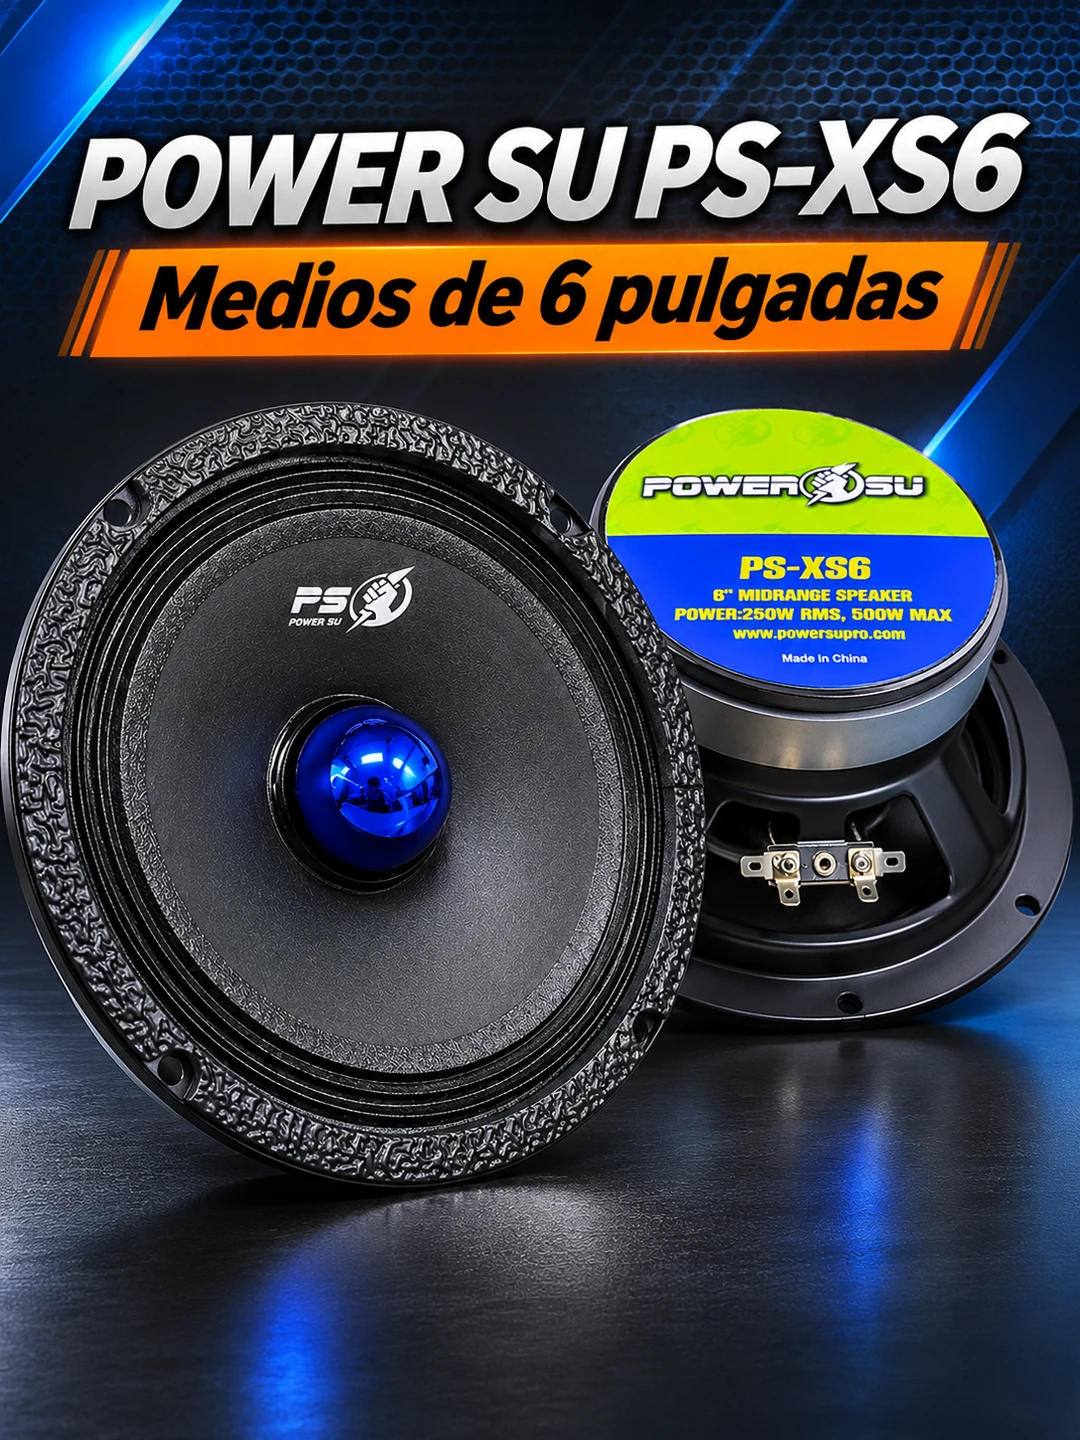 POWER SU PS-XS6
Medios de 6 pulgadas
PS
POWER SU
POWER SU
PS-XS6
6" MIDRANGE SPEAKER
POWER:250W RMS, 500W MAX
www.powersupro.com
Made In China